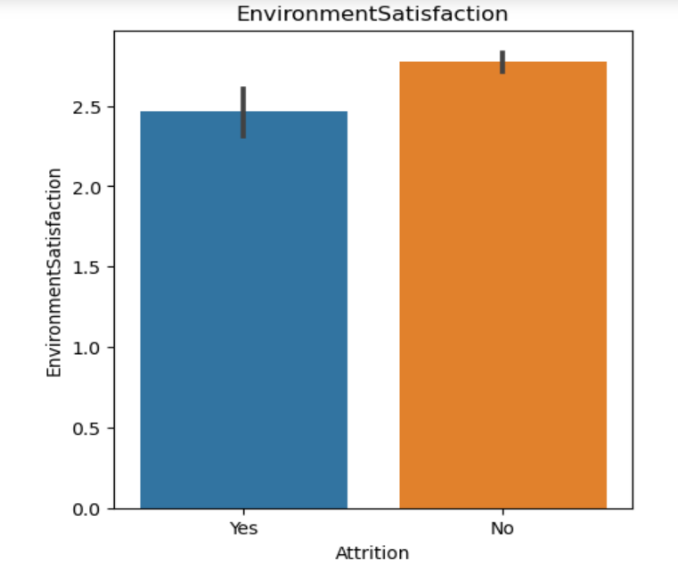 EnvironmentSatisfaction
EnvironmentSatisfaction
2.5
2.0
1.5
1.0
0.5
0.0
Yes
No
Attrition